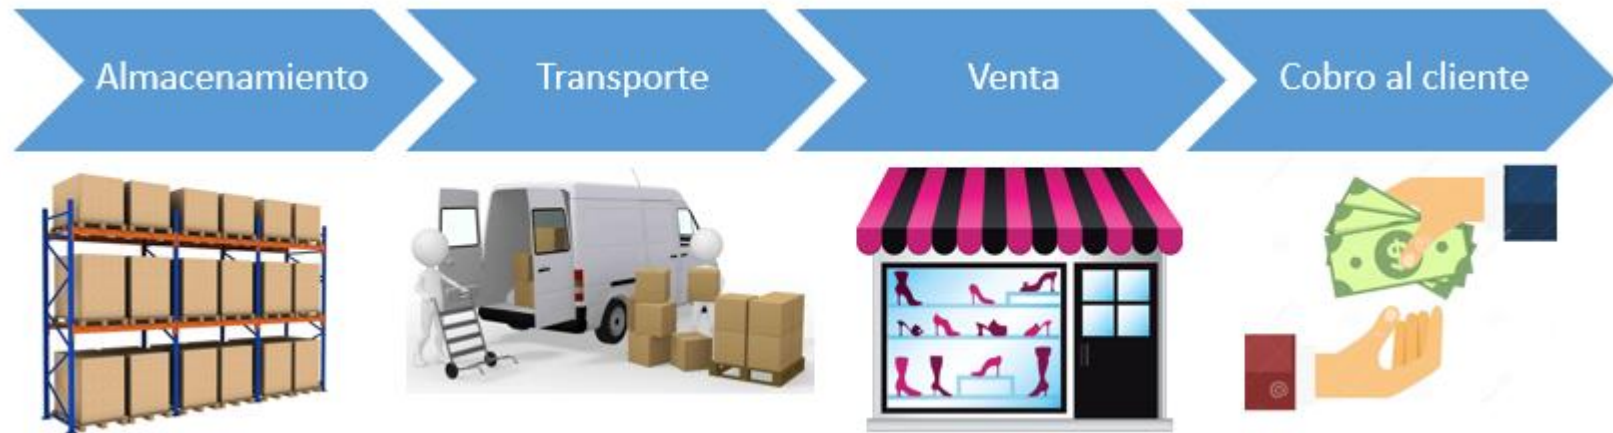 Almacenamiento
Transporte
Venta
Cobro al cliente
$